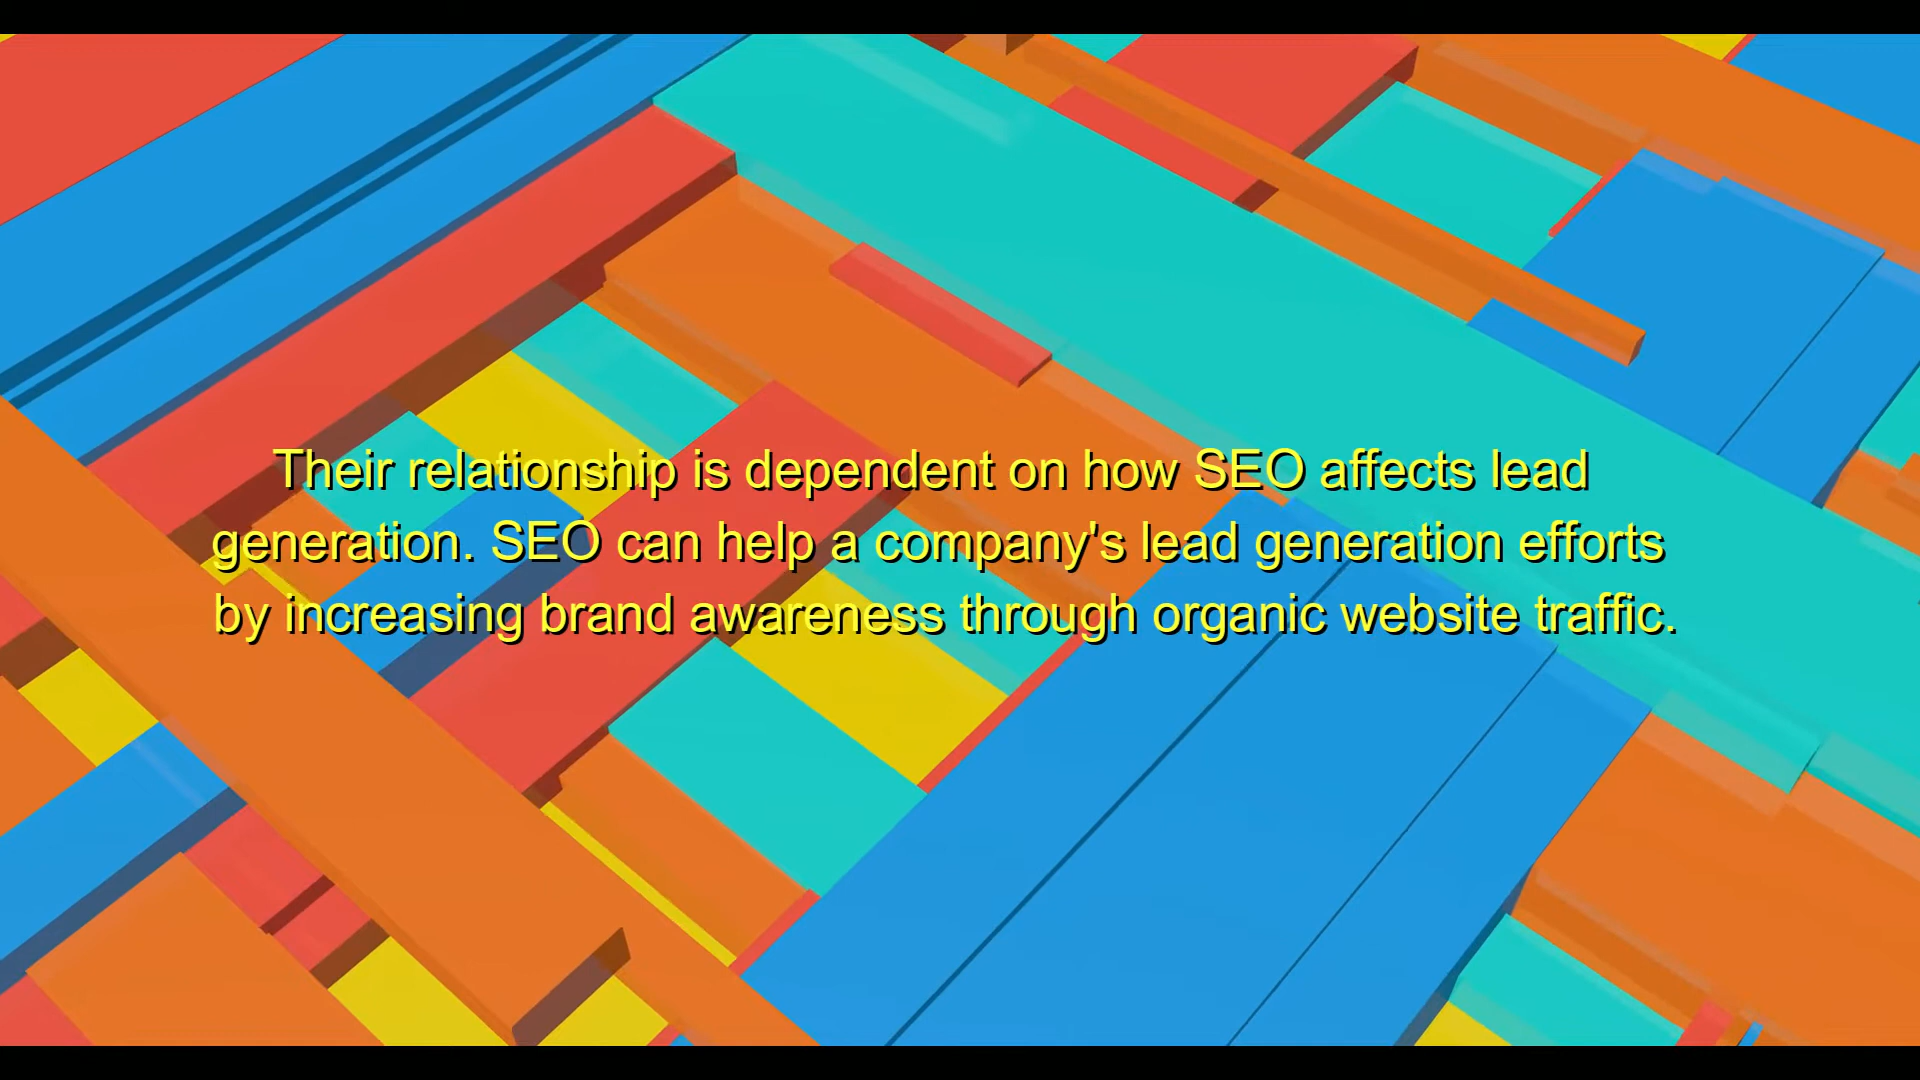 Their relationship is dependent on how SEO affects lead
generation. SEO can help a company's lead generation efforts
by increasing brand awareness through organic website traffic.